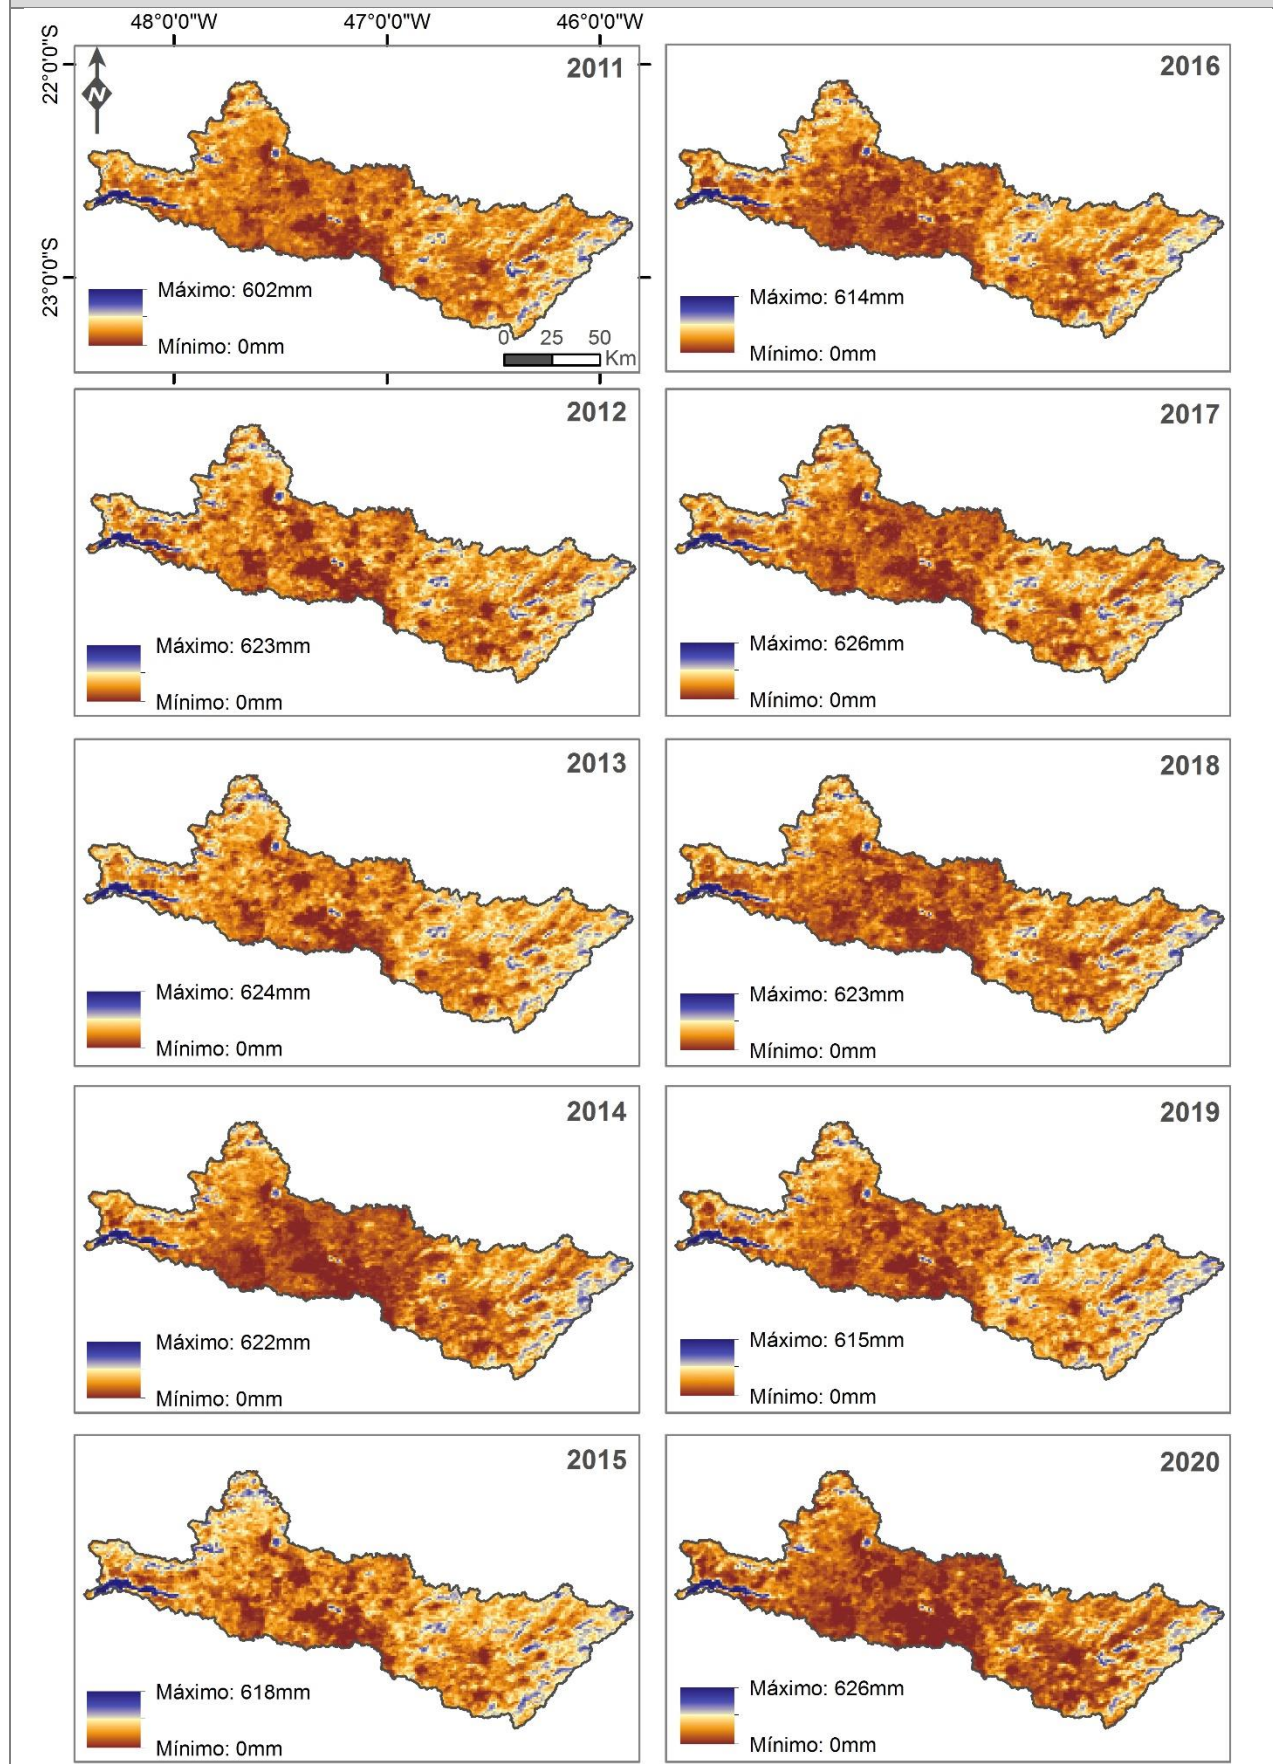 48°0'0"W 47°0'0"W 46°0'0"W
22°0'0"S
23°0'0"S
N
2011
Máximo: 602mm
Mínimo: 0mm
0 25 50
Km
2016
Máximo: 614mm
Mínimo: 0mm
2012
Máximo: 623mm
Mínimo: 0mm
2017
Máximo: 626mm
Mínimo: 0mm
2013
Máximo: 624mm
Mínimo: 0mm
2018
Máximo: 623mm
Mínimo: 0mm
2014
Máximo: 622mm
Mínimo: 0mm
2019
Máximo: 615mm
Mínimo: 0mm
2015
Máximo: 618mm
Mínimo: 0mm
2020
Máximo: 626mm
Mínimo: 0mm